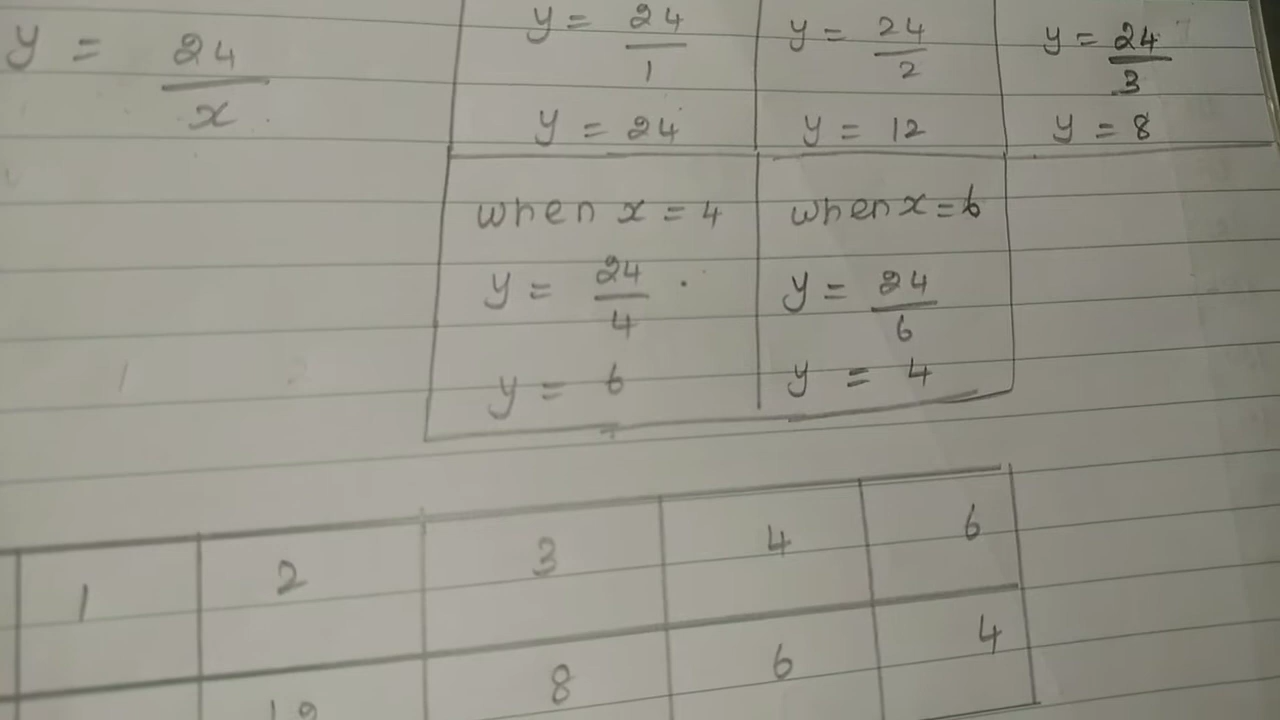 y = 24/x
y = 24/1
y = 24
y = 24/2
y = 12
y = 24/3
y = 8
when x = 4
y = 24/4
y = 6
when x = 6
y = 24/6
y = 4
1 2 3 4 6
12 8 6 4